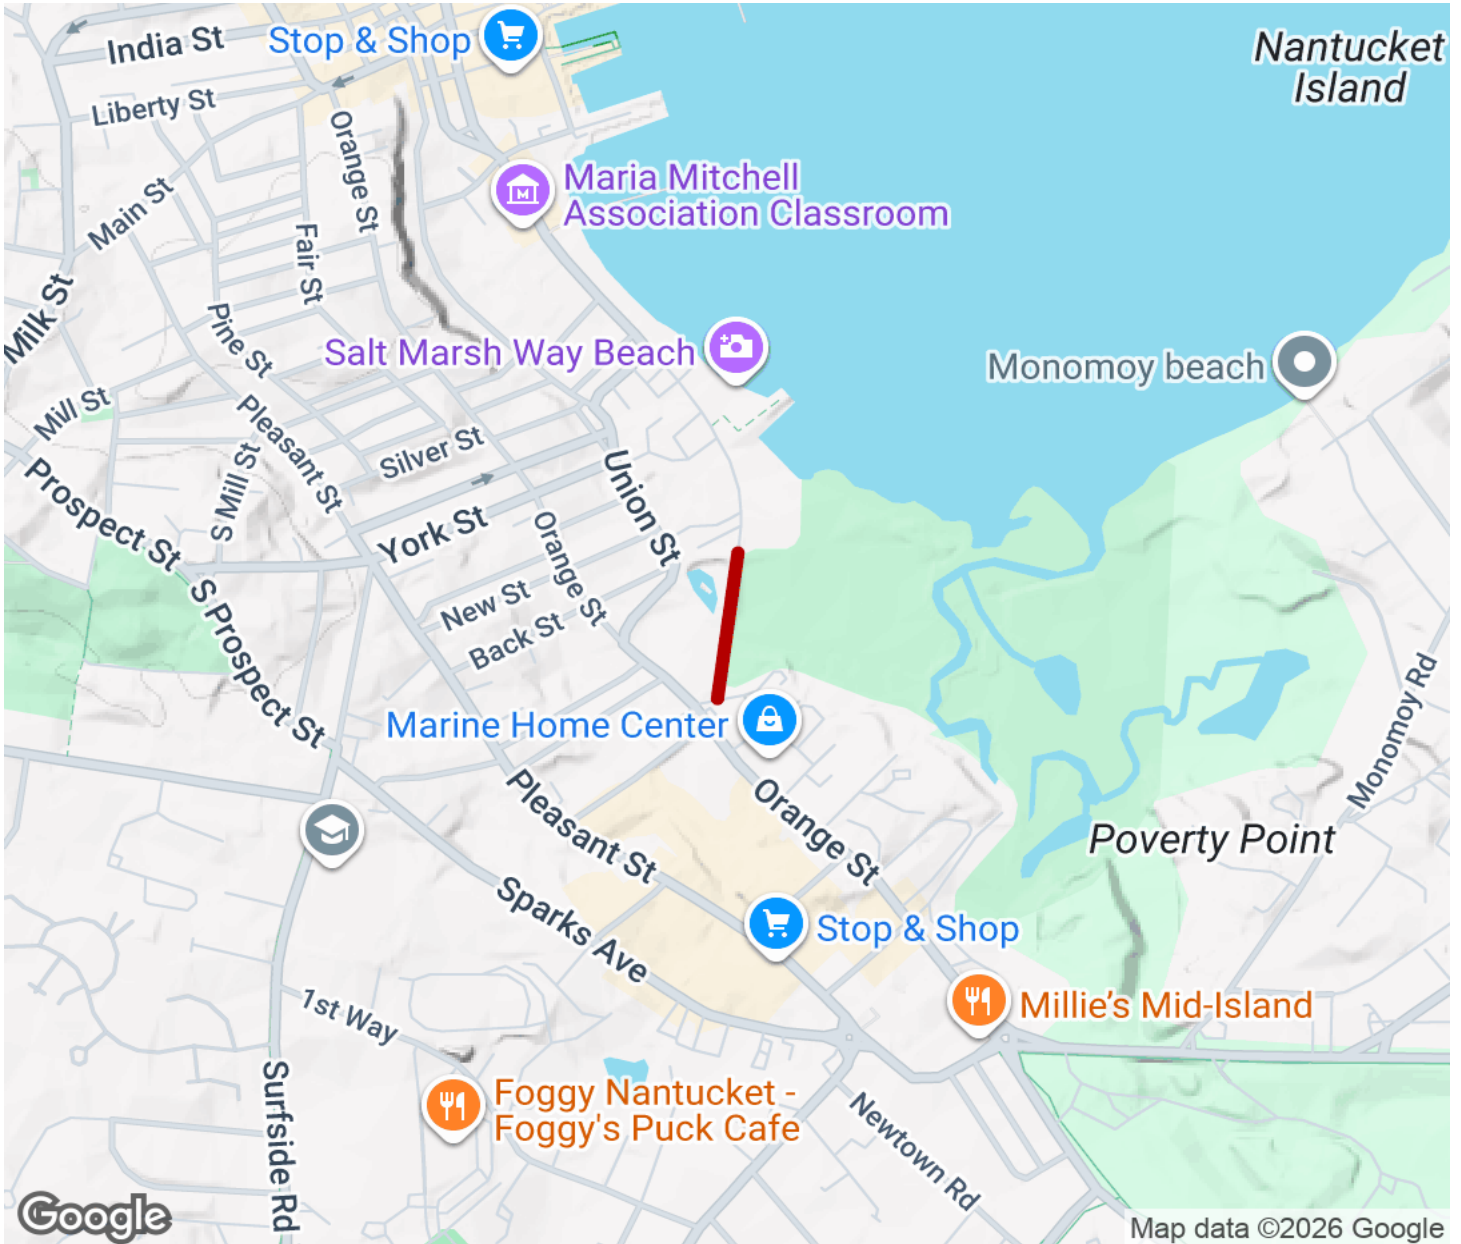 India St
Stop & Shop
Nantucket
Island
Liberty St
Orange St
Maria Mitchell
Association Classroom
Main St
Fair St
Milk St
Pine St
Salt Marsh Way Beach
Monomoy beach
Mill St
Pleasant St
Silver St
S Mill St
Union St
Prospect St
York St
Orange St
New St
Back St
S Prospect St
Monomoy Rd
Marine Home Center
Pleasant St
Orange St
Poverty Point
Sparks Ave
Stop & Shop
1st Way
Millie's Mid-Island
Surfside Rd
Foggy Nantucket -
Foggy's Puck Cafe
Newtown Rd
Google
Map data ©2026 Google